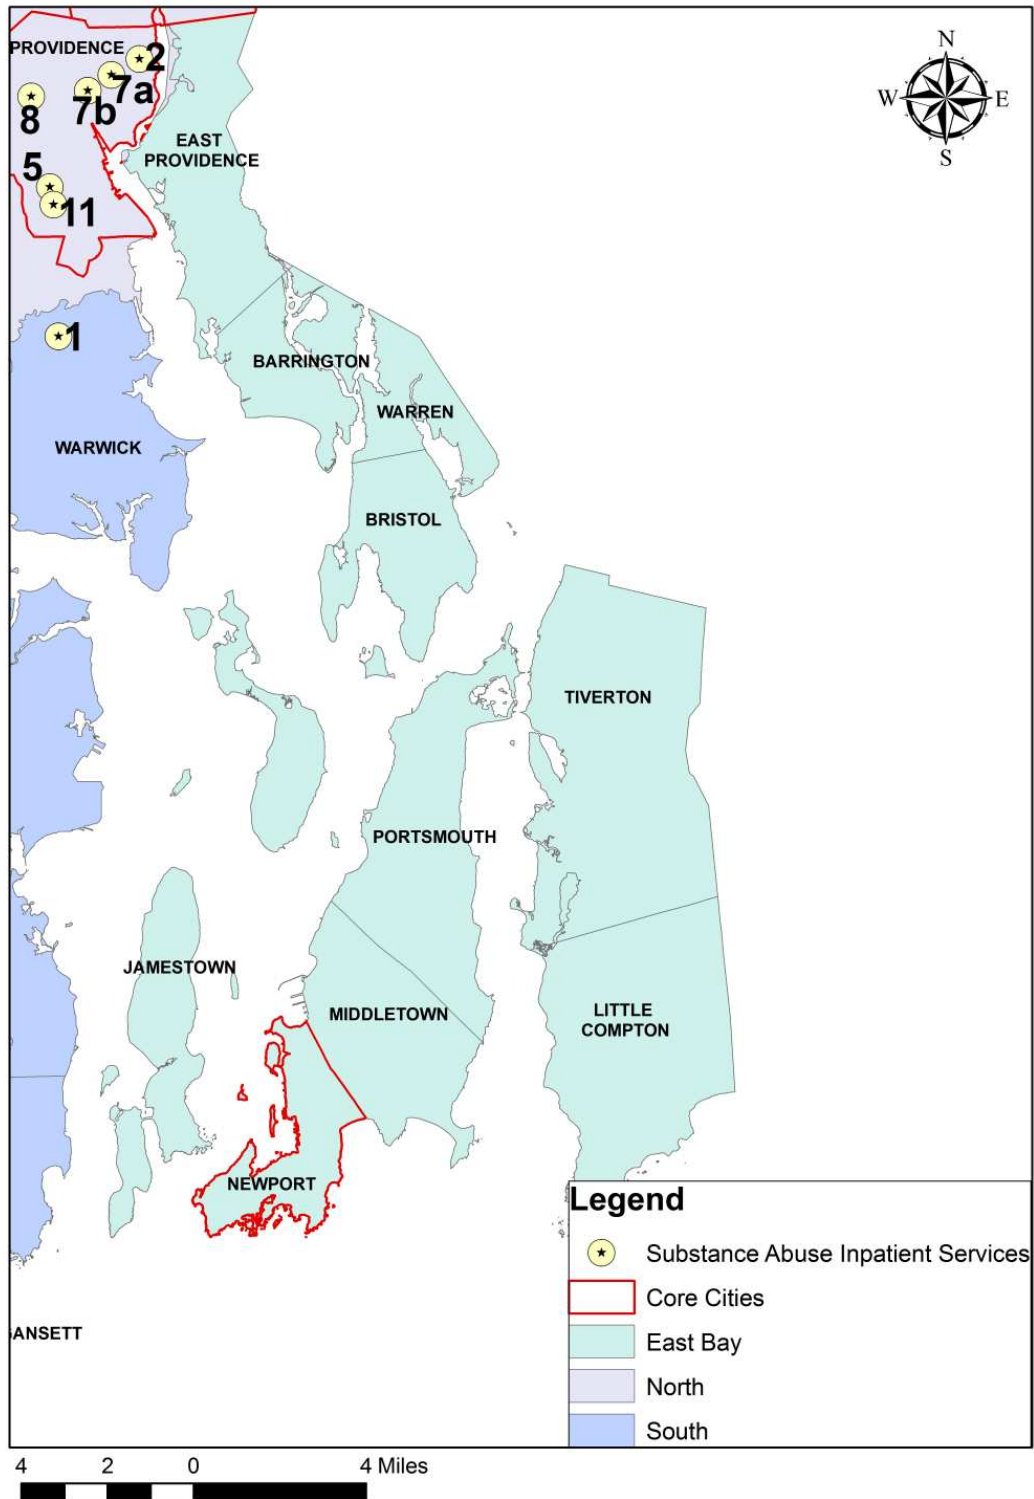 N
W E
S
PROVIDENCE
2
7a
7b
8
EAST
PROVIDENCE
5
11
1
BARRINGTON
WARREN
WARWICK
BRISTOL
TIVERTON
PORTSMOUTH
JAMESTOWN
MIDDLETOWN
LITTLE
COMPTON
NEWPORT
GANSETT
Legend
Substance Abuse Inpatient Services
Core Cities
East Bay
North
South
4 2 0 4 Miles